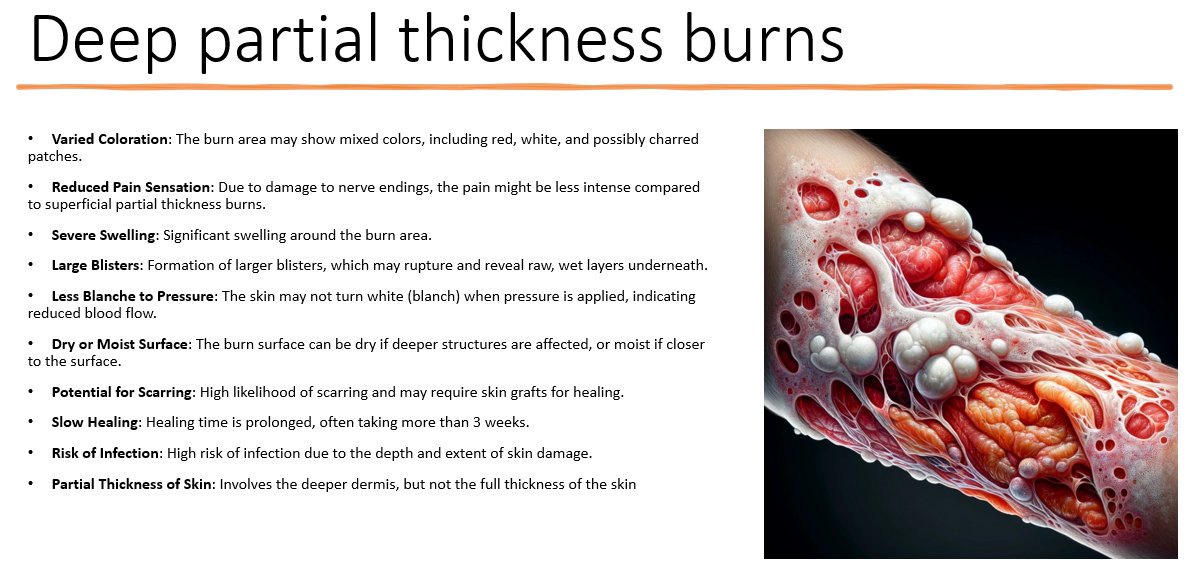 Deep partial thickness burns
• Varied Coloration: The burn area may show mixed colors, including red, white, and possibly charred
patches.
• Reduced Pain Sensation: Due to damage to nerve endings, the pain might be less intense compared
to superficial partial thickness burns.
• Severe Swelling: Significant swelling around the burn area.
• Large Blisters: Formation of larger blisters, which may rupture and reveal raw, wet layers underneath.
• Less Blanche to Pressure: The skin may not turn white (blanch) when pressure is applied, indicating
reduced blood flow.
• Dry or Moist Surface: The burn surface can be dry if deeper structures are affected, or moist if closer
to the surface.
• Potential for Scarring: High likelihood of scarring and may require skin grafts for healing.
• Slow Healing: Healing time is prolonged, often taking more than 3 weeks.
• Risk of Infection: High risk of infection due to the depth and extent of skin damage.
• Partial Thickness of Skin: Involves the deeper dermis, but not the full thickness of the skin